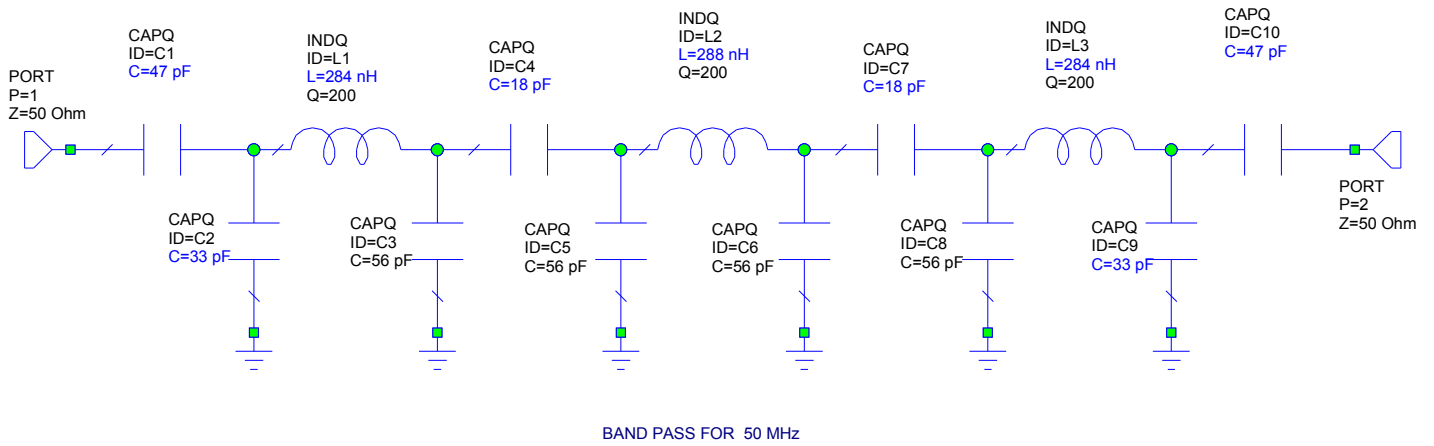 PORT
P=1
Z=50 Ohm
CAPQ
ID=C1
C=47 pF
INDQ
ID=L1
L=284 nH
Q=200
CAPQ
ID=C4
C=18 pF
INDQ
ID=L2
L=288 nH
Q=200
CAPQ
ID=C7
C=18 pF
INDQ
ID=L3
L=284 nH
Q=200
CAPQ
ID=C10
C=47 pF
PORT
P=2
Z=50 Ohm
CAPQ
ID=C2
C=33 pF
CAPQ
ID=C3
C=56 pF
CAPQ
ID=C5
C=56 pF
CAPQ
ID=C6
C=56 pF
CAPQ
ID=C8
C=56 pF
CAPQ
ID=C9
C=33 pF
BAND PASS FOR 50 MHz